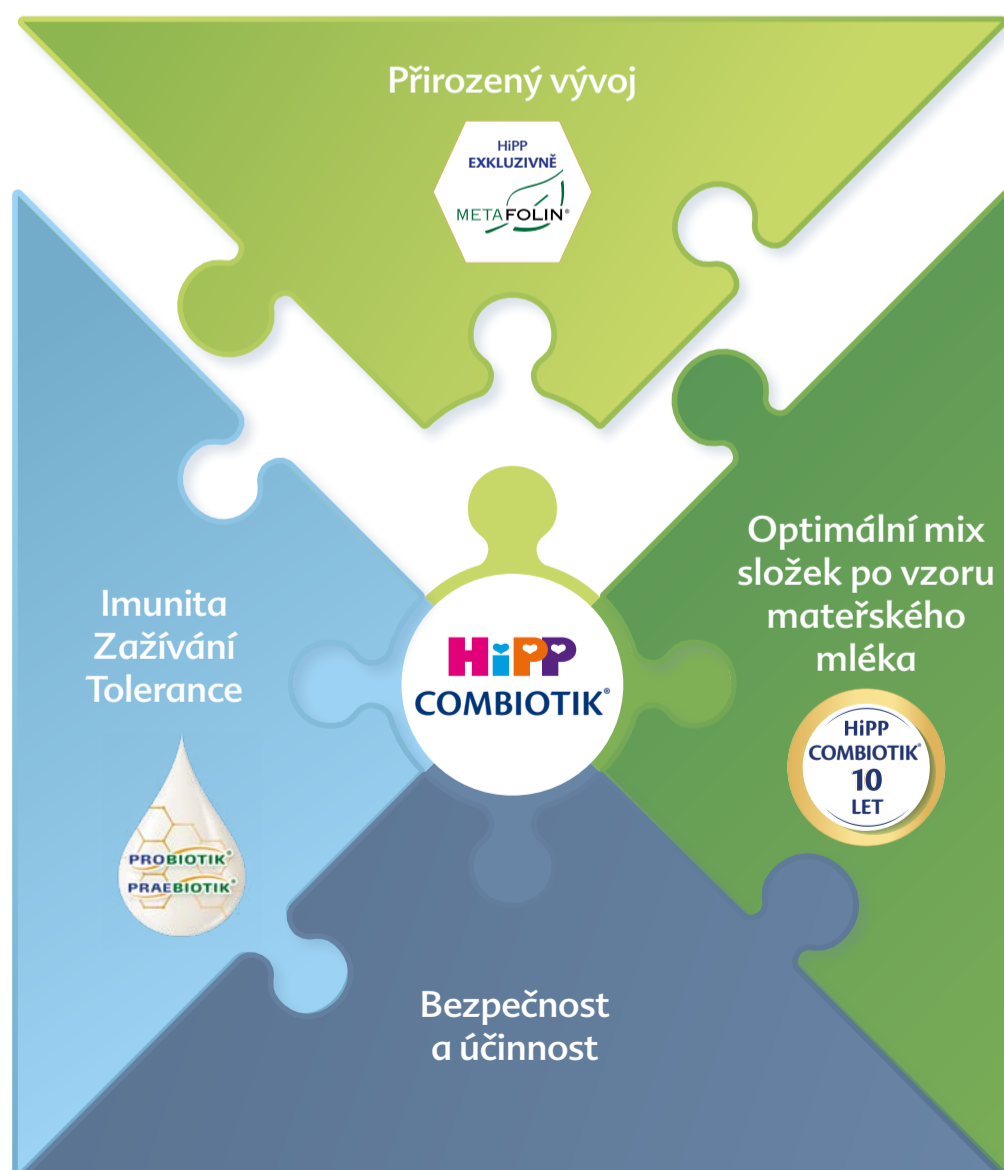 Přirozený vývoj
HiPP
EXKLUZIVNĚ
METAFOLIN®
Imunita
Zažívání
Tolerance
PROBIOTIK®
PRAEBIOTIK®
HiPP
COMBIOTIK®
Optimální mix
složek po vzoru
mateřského
mléka
HiPP
COMBIOTIK®
10
LET
Bezpečnost
a účinnost